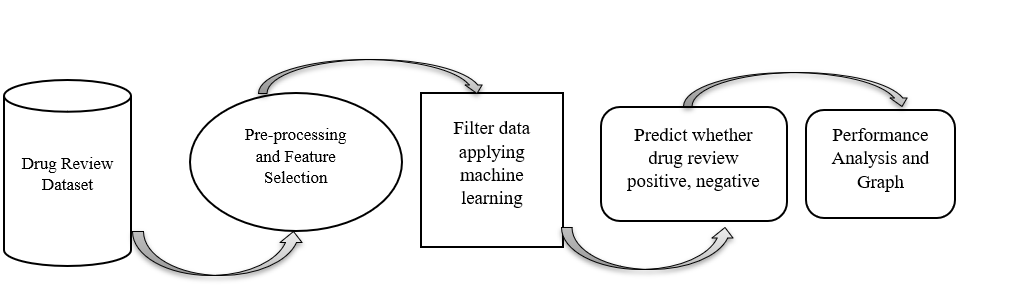 Drug Review
Dataset
Pre-processing
and Feature
Selection
Filter data
applying
machine
learning
Predict whether
drug review
positive, negative
Performance
Analysis and
Graph